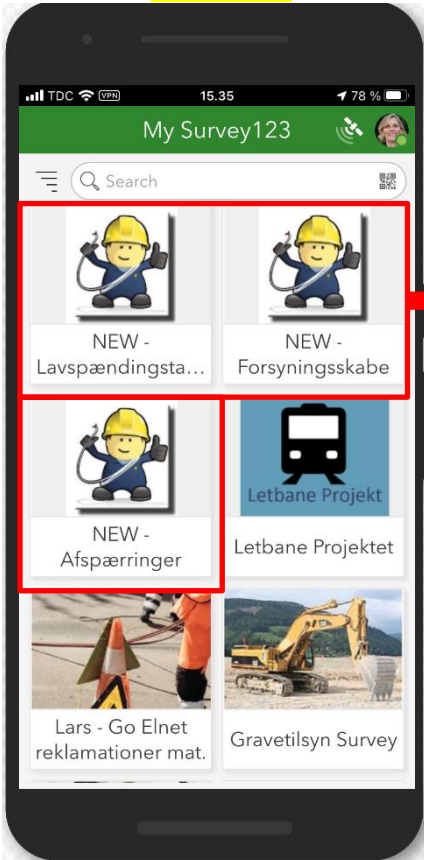 TDC VPN 15.35 78 %
My Survey123
Search
NEW -
Lavspændingsta...
NEW -
Forsyningsskabe
Letbane Projekt
NEW -
Afspærringer
Letbane Projektet
Lars - Go Elnet
reklamationer mat.
Gravetilsyn Survey